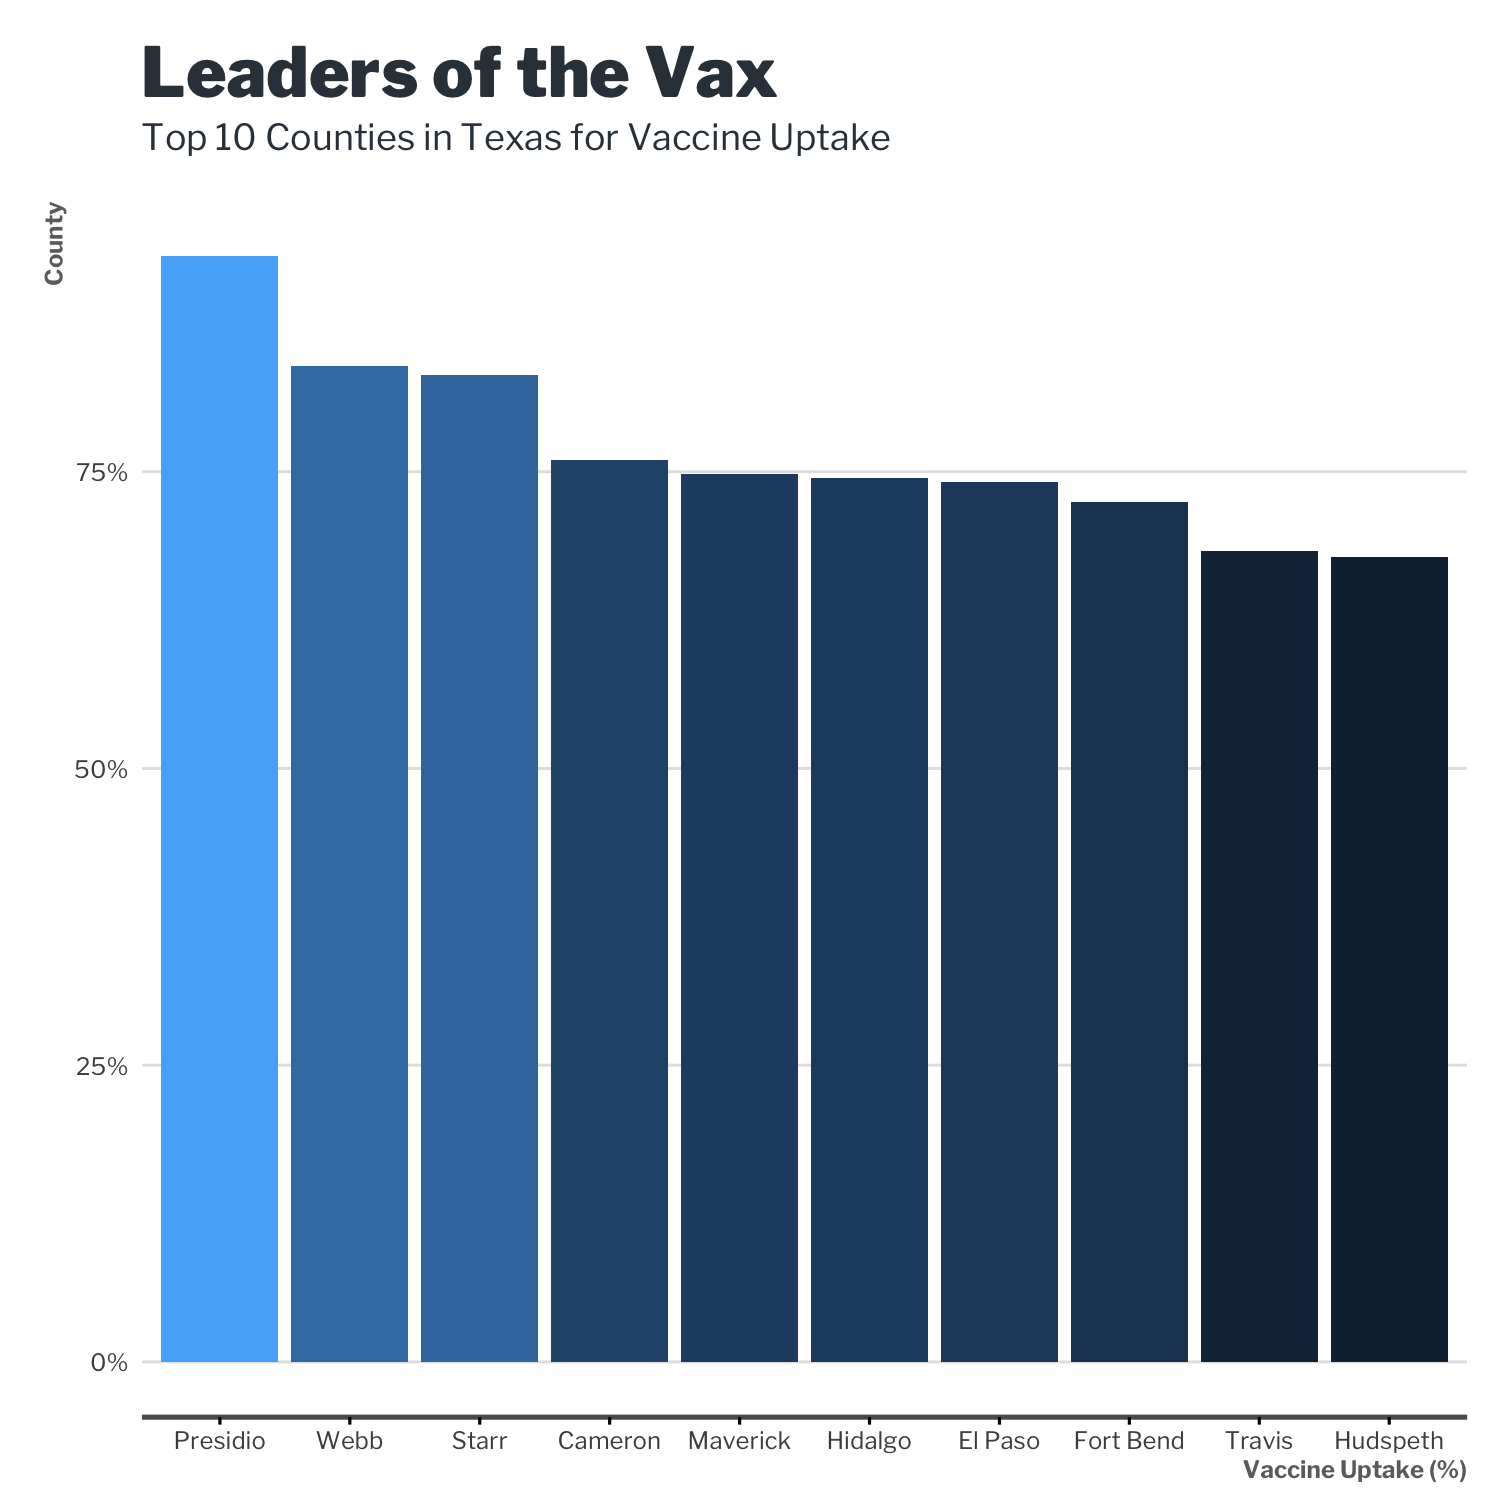 Leaders of the Vax
Top 10 Counties in Texas for Vaccine Uptake
County
75%
50%
25%
0%
Presidio Webb Starr Cameron Maverick Hidalgo El Paso Fort Bend Travis Hudspeth
Vaccine Uptake (%)